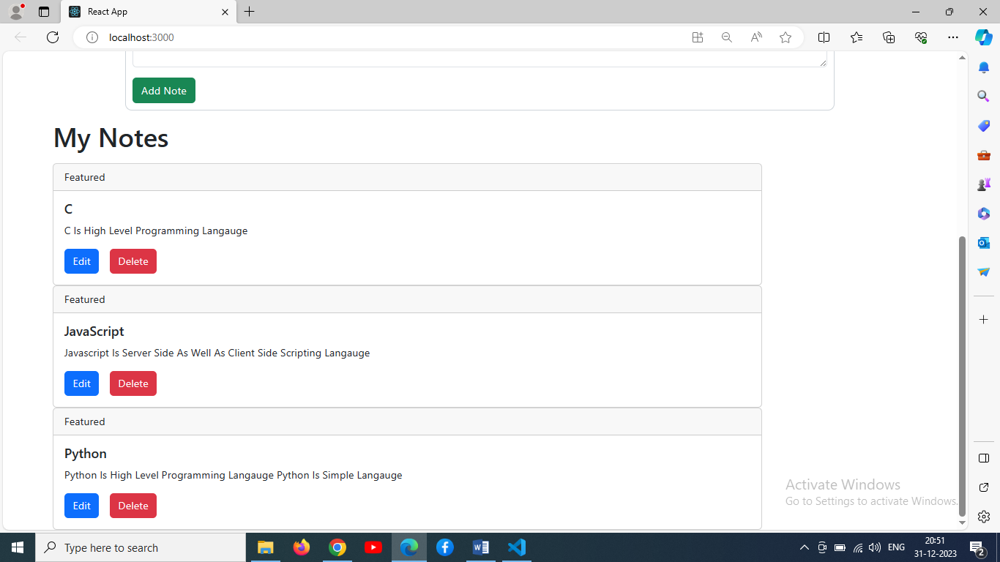 React App
localhost:3000
Add Note
My Notes
Featured
C
C Is High Level Programming Langauge
Edit Delete
Featured
JavaScript
Javascript Is Server Side As Well As Client Side Scripting Langauge
Edit Delete
Featured
Python
Python Is High Level Programming Langauge Python Is Simple Langauge
Edit Delete
Activate Windows
Go to Settings to activate Windows.
Type here to search
ENG
20:51
31-12-2023
2